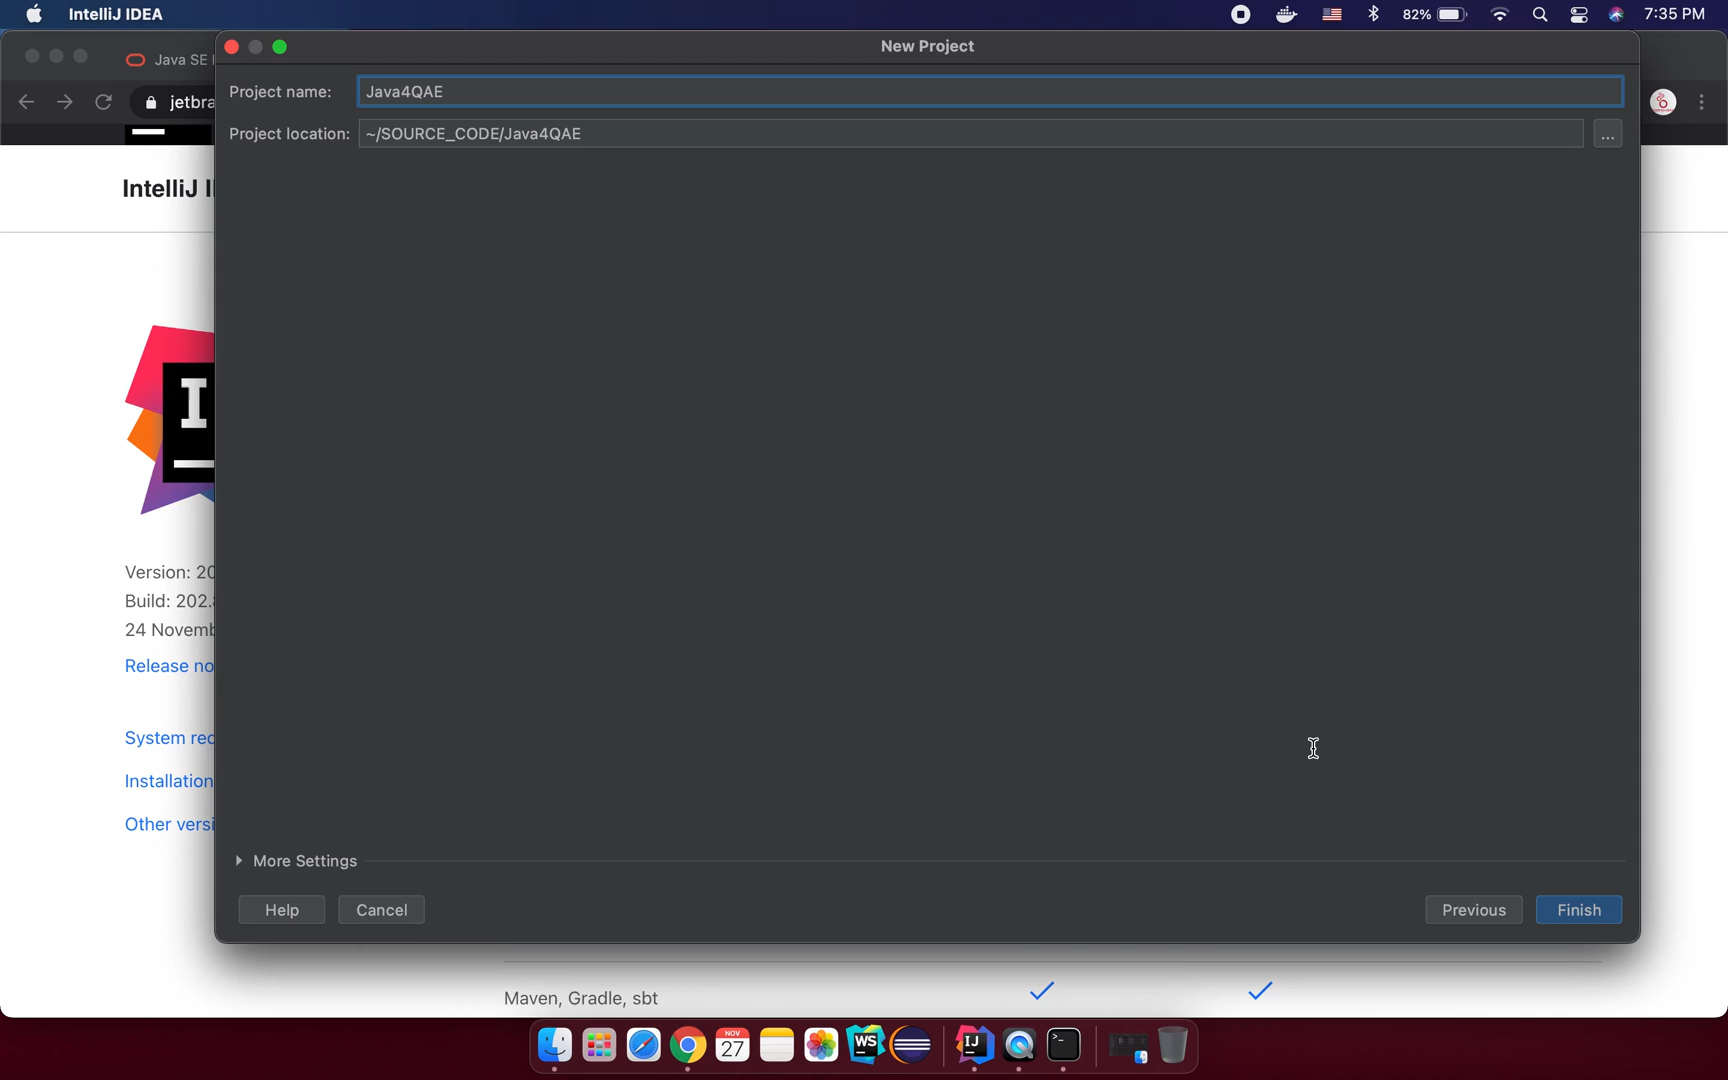 IntelliJ IDEA
82%
7:35 PM
Java SE
New Project
jetbra
Project name:
Java4QAE
Project location:
~/SOURCE_CODE/Java4QAE
...
IntelliJ I
IJ
Version: 20
Build: 202.
24 Novemb
Release no
System req
Installation
Other versi
More Settings
Help
Cancel
Previous
Finish
Maven, Gradle, sbt
NOV
27
WS
IJ
>_